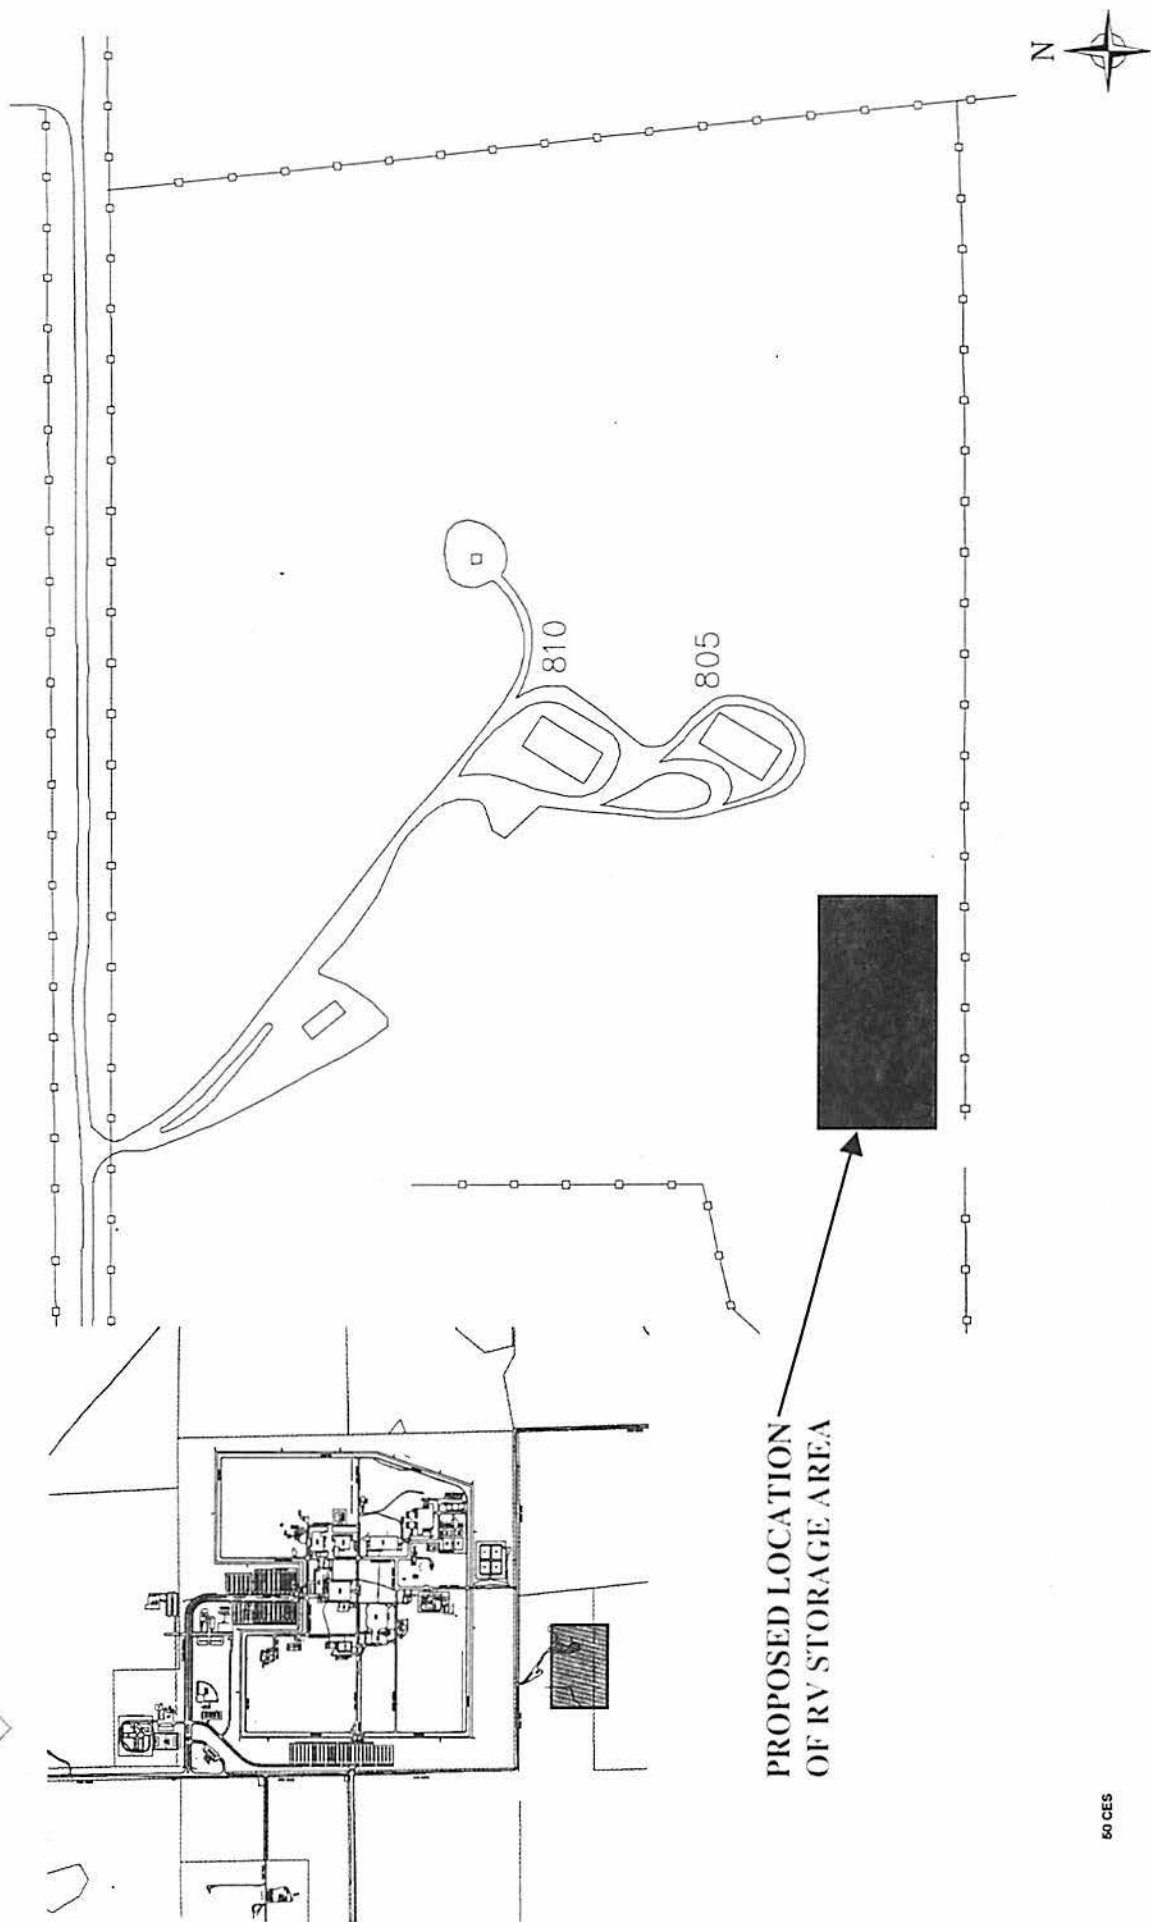 N
810
805
PROPOSED LOCATION
OF RV STORAGE AREA
50 CES